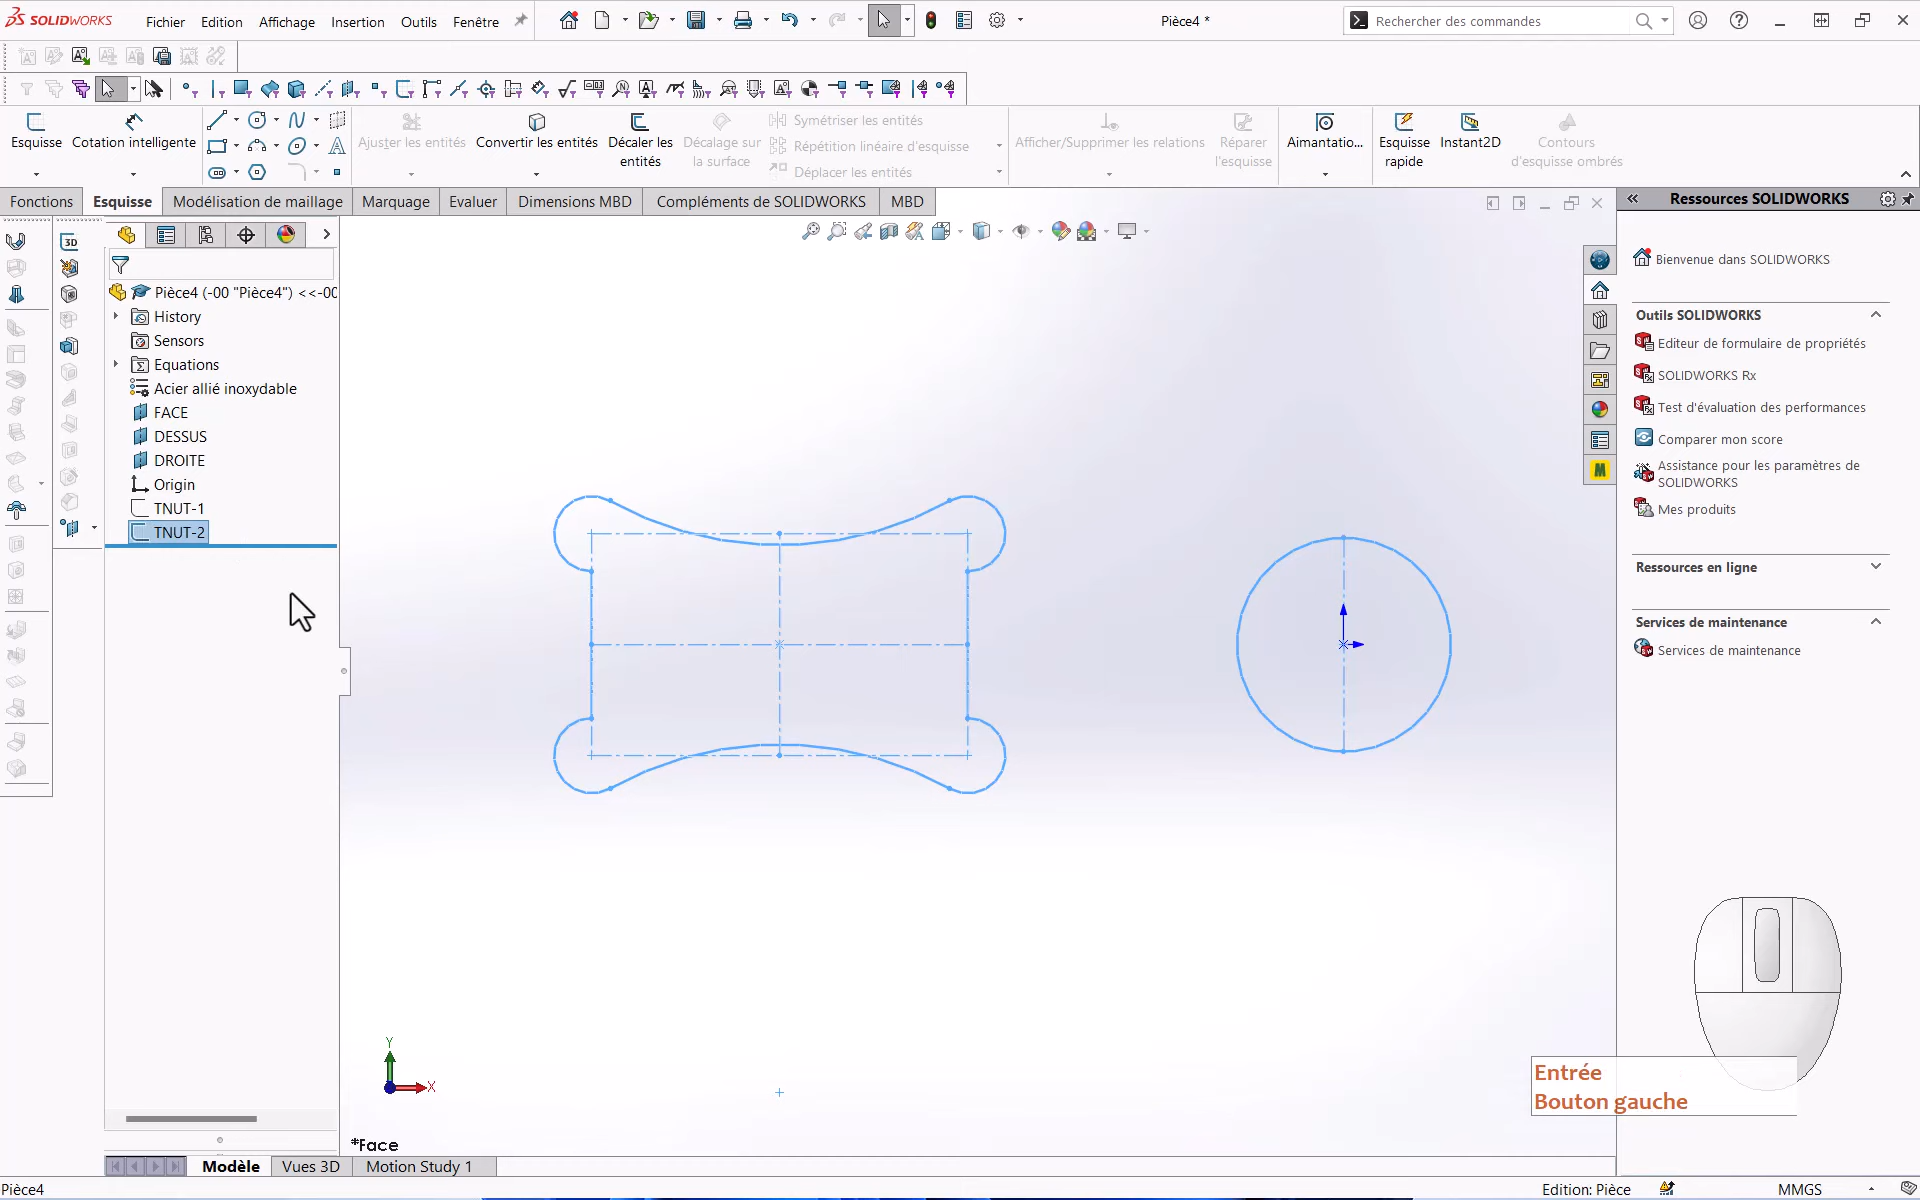 SOLIDWORKS
Fichier Edition Affichage Insertion Outils Fenêtre
Pièce4 *
Rechercher des commandes
Esquisse
Cotation intelligente
Ajuster les entités
Convertir les entités
Décaler les entités
Décalage sur la surface
Symétriser les entités
Répétition linéaire d'esquisse
Déplacer les entités
Afficher/Supprimer les relations
Réparer l'esquisse
Aimantatio...
Esquisse rapide
Instant2D
Contours d'esquisse ombrés
Fonctions Esquisse Modélisation de maillage Marquage Evaluer Dimensions MBD Compléments de SOLIDWORKS MBD
3D
Pièce4 (-00 "Pièce4") <<-00
History
Sensors
Equations
Acier allié inoxydable
FACE
DESSUS
DROITE
Origin
TNUT-1
TNUT-2
Y
X
*Face
Ressources SOLIDWORKS
Bienvenue dans SOLIDWORKS
Outils SOLIDWORKS
Editeur de formulaire de propriétés
SOLIDWORKS Rx
Test d'évaluation des performances
Comparer mon score
Assistance pour les paramètres de
SOLIDWORKS
Mes produits
Ressources en ligne
Services de maintenance
Services de maintenance
Entrée
Bouton gauche
Modèle Vues 3D Motion Study 1
Pièce4
Edition: Pièce
MMGS